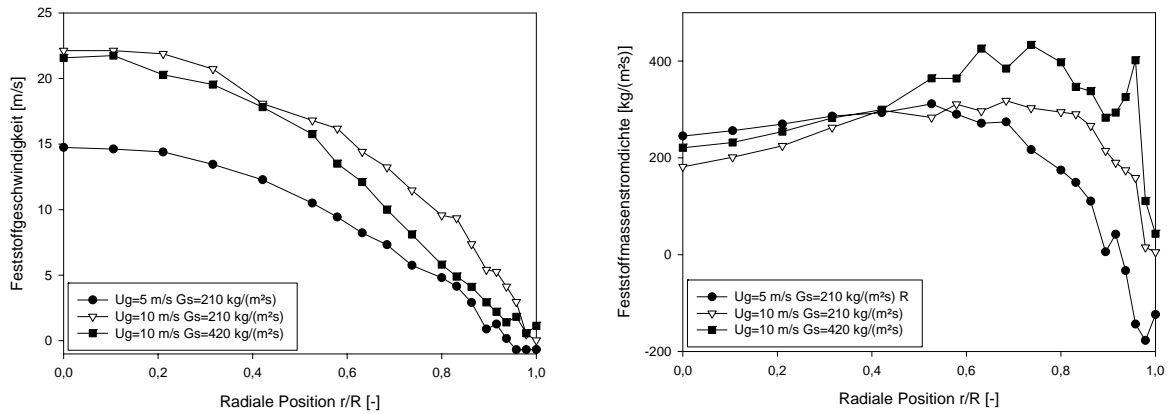 Feststoffgeschwindigkeit [m/s]
25
20
15
10
5
0
Ug=5 m/s Gs=210 kg/(m²s)
Ug=10 m/s Gs=210 kg/(m²s)
Ug=10 m/s Gs=420 kg/(m²s)
0,0 0,2 0,4 0,6 0,8 1,0
Radiale Position r/R [-]
Feststoffmassenstromdichte [kg/(m²s)]
400
200
0
-200
Ug=5 m/s Gs=210 kg/(m²s) R
Ug=10 m/s Gs=210 kg/(m²s)
Ug=10 m/s Gs=420 kg/(m²s)
0,0 0,2 0,4 0,6 0,8 1,0
Radiale Position r/R [-]